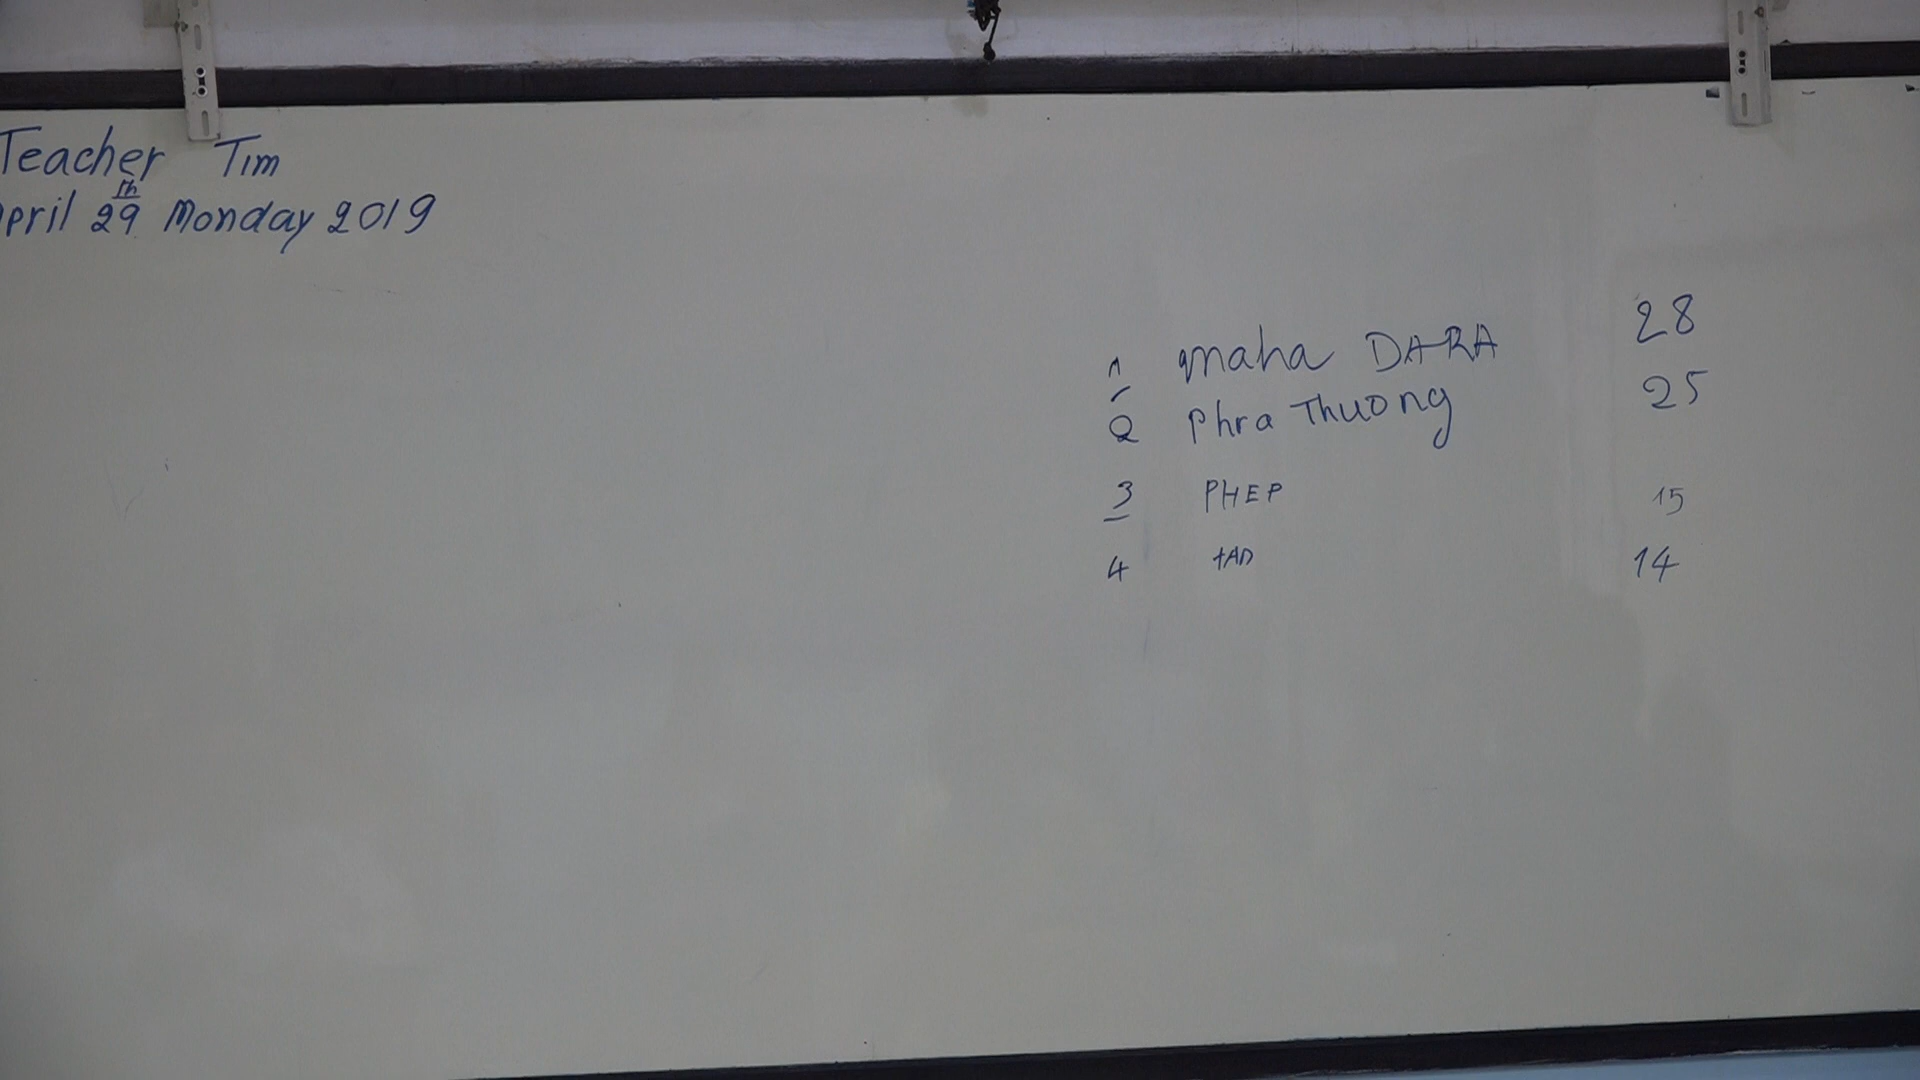 Teacher Tim
pril 29th Monday 2019
1 maha DARA 28
2 Phra Thuong 25
3 PHEP 15
4 tAD 14